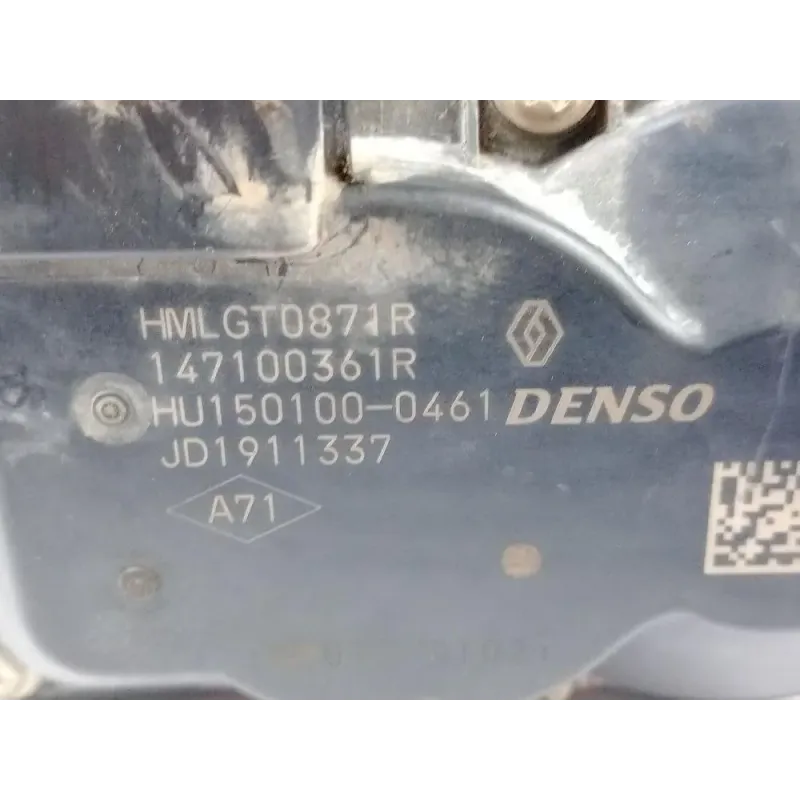 HMLGT0871R
147100361R
HU150100-0461 DENSO
JD1911337
A71